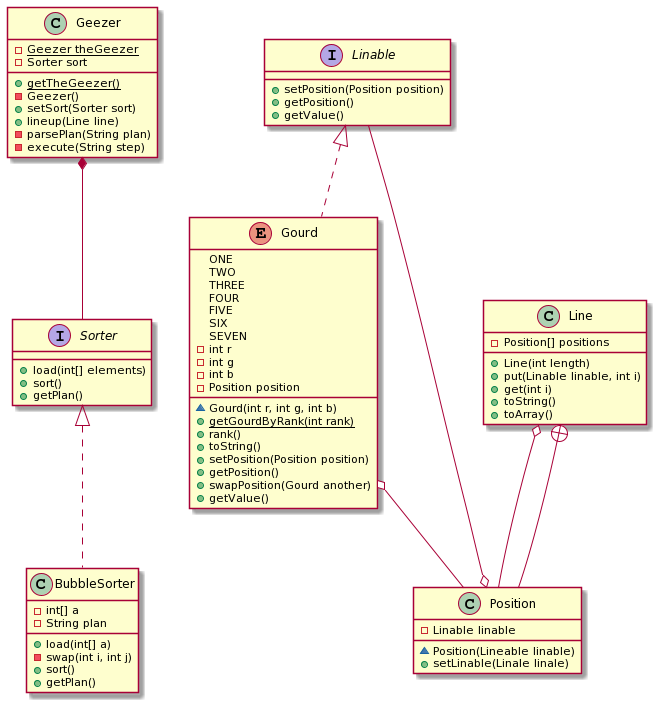 C Geezer
Geezer theGeezer
Sorter sort
getTheGeezer()
Geezer()
setSort(Sorter sort)
lineup(Line line)
parsePlan(String plan)
execute(String step)
I Linable
setPosition(Position position)
getPosition()
getValue()
E Gourd
ONE
TWO
THREE
FOUR
FIVE
SIX
SEVEN
int r
int g
int b
Position position
Gourd(int r, int g, int b)
getGourdByRank(int rank)
rank()
toString()
setPosition(Position position)
getPosition()
swapPosition(Gourd another)
getValue()
C Line
Position[] positions
Line(int length)
put(Linable linable, int i)
get(int i)
toString()
toArray()
I Sorter
load(int[] elements)
sort()
getPlan()
C BubbleSorter
int[] a
String plan
load(int[] a)
swap(int i, int j)
sort()
getPlan()
C Position
Linable linable
Position(Lineable linable)
setLinable(Linale linale)